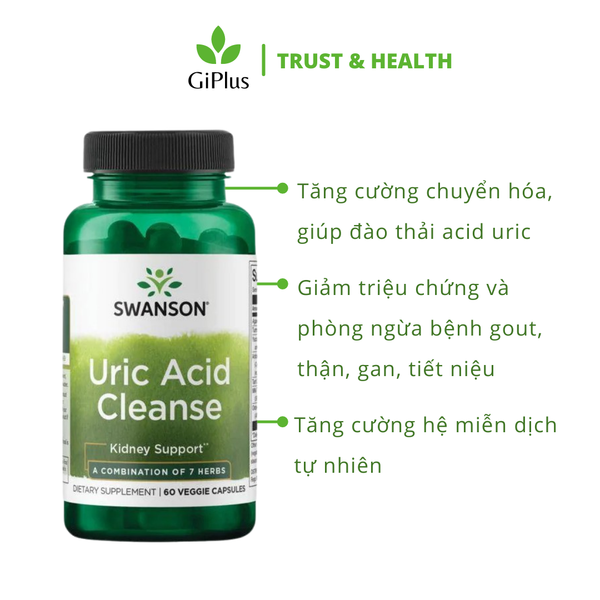 GiPlus
TRUST & HEALTH
Tăng cường chuyển hóa,
giúp đào thải acid uric
Giảm triệu chứng và
phòng ngừa bệnh gout,
thận, gan, tiết niệu
Tăng cường hệ miễn dịch
tự nhiên
SWANSON®
Uric Acid
Cleanse
Kidney Support**
A COMBINATION OF 7 HERBS
DIETARY SUPPLEMENT | 60 VEGGIE CAPSULES